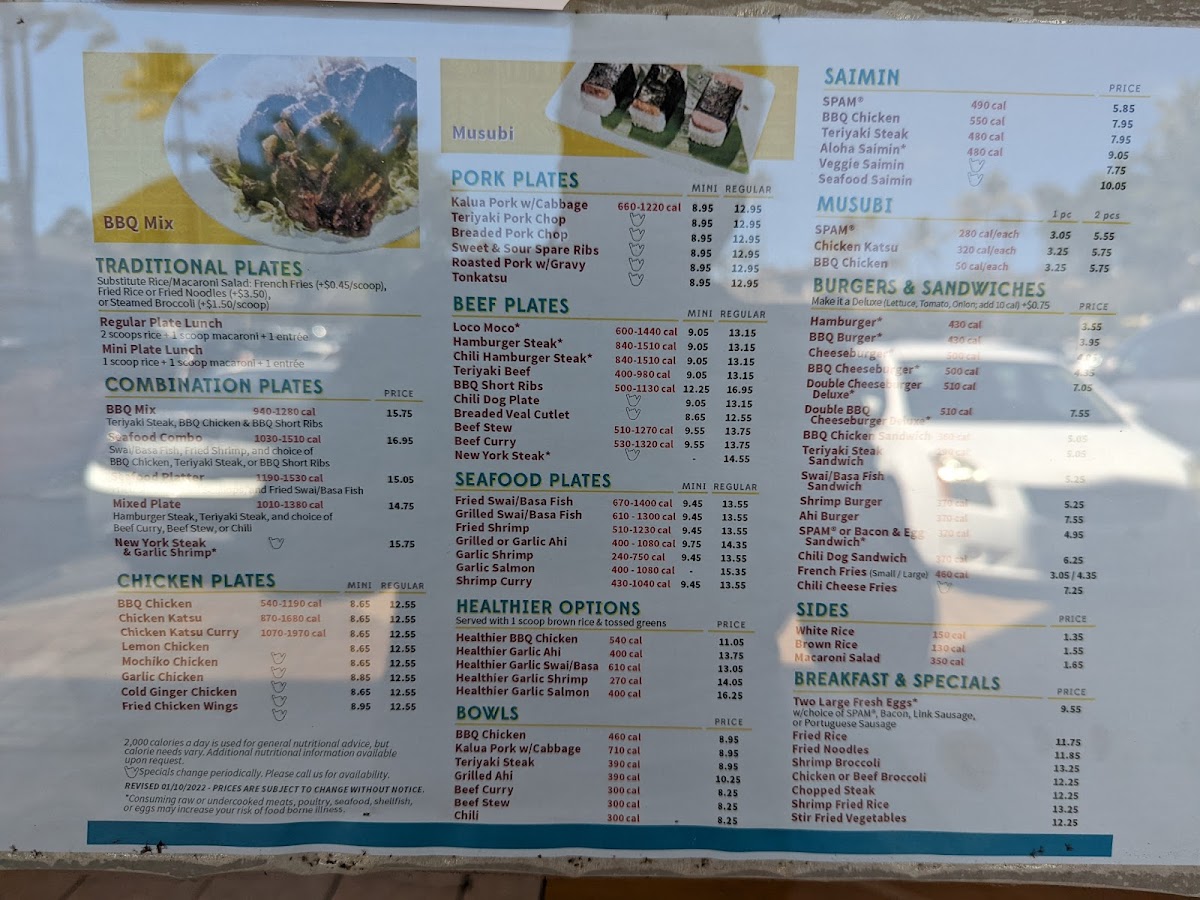 BBQ Mix
TRADITIONAL PLATES
Substitute Rice/Macaroni Salad: French Fries (+$0.45/scoop),
Fried Rice or Fried Noodles (+$3.50),
or Steamed Broccoli (+$1.50/scoop)
Regular Plate Lunch
2 scoops rice + 1 scoop macaroni + 1 entrée
Mini Plate Lunch
1 scoop rice + 1 scoop macaroni + 1 entrée
COMBINATION PLATES PRICE
BBQ Mix 940-1280 cal 15.75
Teriyaki Steak, BBQ Chicken & BBQ Short Ribs
Seafood Combo 1030-1510 cal 16.95
Swai/Basa Fish, Fried Shrimp, and choice of
BBQ Chicken, Teriyaki Steak, or BBQ Short Ribs
Seafood Platter 1190-1530 cal 15.05
and Fried Swai/Basa Fish
Mixed Plate 1010-1380 cal 14.75
Hamburger Steak, Teriyaki Steak, and choice of
Beef Curry, Beef Stew, or Chili
New York Steak 15.75
& Garlic Shrimp*
CHICKEN PLATES MINI REGULAR
BBQ Chicken 540-1190 cal 8.65 12.55
Chicken Katsu 870-1680 cal 8.65 12.55
Chicken Katsu Curry 1070-1970 cal 8.65 12.55
Lemon Chicken 8.65 12.55
Mochiko Chicken 8.65 12.55
Garlic Chicken 8.85 12.55
Cold Ginger Chicken 8.65 12.55
Fried Chicken Wings 8.95 12.55
2,000 calories a day is used for general nutritional advice, but
calorie needs vary. Additional nutritional information available
upon request.
Specials change periodically. Please call us for availability.
REVISED 01/10/2022 - PRICES ARE SUBJECT TO CHANGE WITHOUT NOTICE.
*Consuming raw or undercooked meats, poultry, seafood, shellfish,
or eggs may increase your risk of food borne illness.
Musubi
PORK PLATES MINI REGULAR
Kalua Pork w/Cabbage 660-1220 cal 8.95 12.95
Teriyaki Pork Chop 8.95 12.95
Breaded Pork Chop 8.95 12.95
Sweet & Sour Spare Ribs 8.95 12.95
Roasted Pork w/Gravy 8.95 12.95
Tonkatsu 8.95 12.95
BEEF PLATES MINI REGULAR
Loco Moco* 600-1440 cal 9.05 13.15
Hamburger Steak* 840-1510 cal 9.05 13.15
Chili Hamburger Steak* 840-1510 cal 9.05 13.15
Teriyaki Beef 400-980 cal 9.05 13.15
BBQ Short Ribs 500-1130 cal 12.25 16.95
Chili Dog Plate 9.05 13.15
Breaded Veal Cutlet 8.65 12.55
Beef Stew 510-1270 cal 9.55 13.75
Beef Curry 530-1320 cal 9.55 13.75
New York Steak* - 14.55
SEAFOOD PLATES MINI REGULAR
Fried Swai/Basa Fish 670-1400 cal 9.45 13.55
Grilled Swai/Basa Fish 610 - 1300 cal 9.45 13.55
Fried Shrimp 510-1230 cal 9.45 13.55
Grilled or Garlic Ahi 400 - 1080 cal 9.75 14.35
Garlic Shrimp 240-750 cal 9.45 13.55
Garlic Salmon 400 - 1080 cal - 15.35
Shrimp Curry 430-1040 cal 9.45 13.55
HEALTHIER OPTIONS
Served with 1 scoop brown rice & tossed greens PRICE
Healthier BBQ Chicken 540 cal 11.05
Healthier Garlic Ahi 400 cal 13.75
Healthier Garlic Swai/Basa 610 cal 13.05
Healthier Garlic Shrimp 270 cal 14.05
Healthier Garlic Salmon 400 cal 16.25
BOWLS PRICE
BBQ Chicken 460 cal 8.95
Kalua Pork w/Cabbage 710 cal 8.95
Teriyaki Steak 390 cal 8.95
Grilled Ahi 390 cal 10.25
Beef Curry 300 cal 8.25
Beef Stew 300 cal 8.25
Chili 300 cal 8.25
SAIMIN PRICE
SPAM® 490 cal 5.85
BBQ Chicken 550 cal 7.95
Teriyaki Steak 480 cal 7.95
Aloha Saimin* 480 cal 9.05
Veggie Saimin 7.75
Seafood Saimin 10.05
MUSUBI 1 pc 2 pcs
SPAM® 280 cal/each 3.05 5.55
Chicken Katsu 320 cal/each 3.25 5.75
BBQ Chicken 50 cal/each 3.25 5.75
BURGERS & SANDWICHES
Make it a Deluxe (Lettuce, Tomato, Onion; add 10 cal) +$0.75 PRICE
Hamburger* 430 cal 3.55
BBQ Burger* 430 cal 3.95
Cheeseburger*
BBQ Cheeseburger* 500 cal
Double Cheeseburger 510 cal 7.05
Deluxe*
Double BBQ 510 cal 7.55
Cheeseburger Deluxe*
BBQ Chicken Sandwich 5.05
Teriyaki Steak 5.05
Sandwich
Swai/Basa Fish 5.25
Sandwich
Shrimp Burger 5.25
Ahi Burger 7.55
SPAM® or Bacon & Egg 4.95
Sandwich*
Chili Dog Sandwich 6.25
French Fries (Small / Large) 460 cal 3.05 / 4.35
Chili Cheese Fries 7.25
SIDES PRICE
White Rice 150 cal 1.35
Brown Rice 130 cal 1.55
Macaroni Salad 350 cal 1.65
BREAKFAST & SPECIALS PRICE
Two Large Fresh Eggs* 9.55
w/choice of SPAM®, Bacon, Link Sausage,
or Portuguese Sausage
Fried Rice 11.75
Fried Noodles 11.85
Shrimp Broccoli 13.25
Chicken or Beef Broccoli 12.25
Chopped Steak 12.25
Shrimp Fried Rice 13.25
Stir Fried Vegetables 12.25